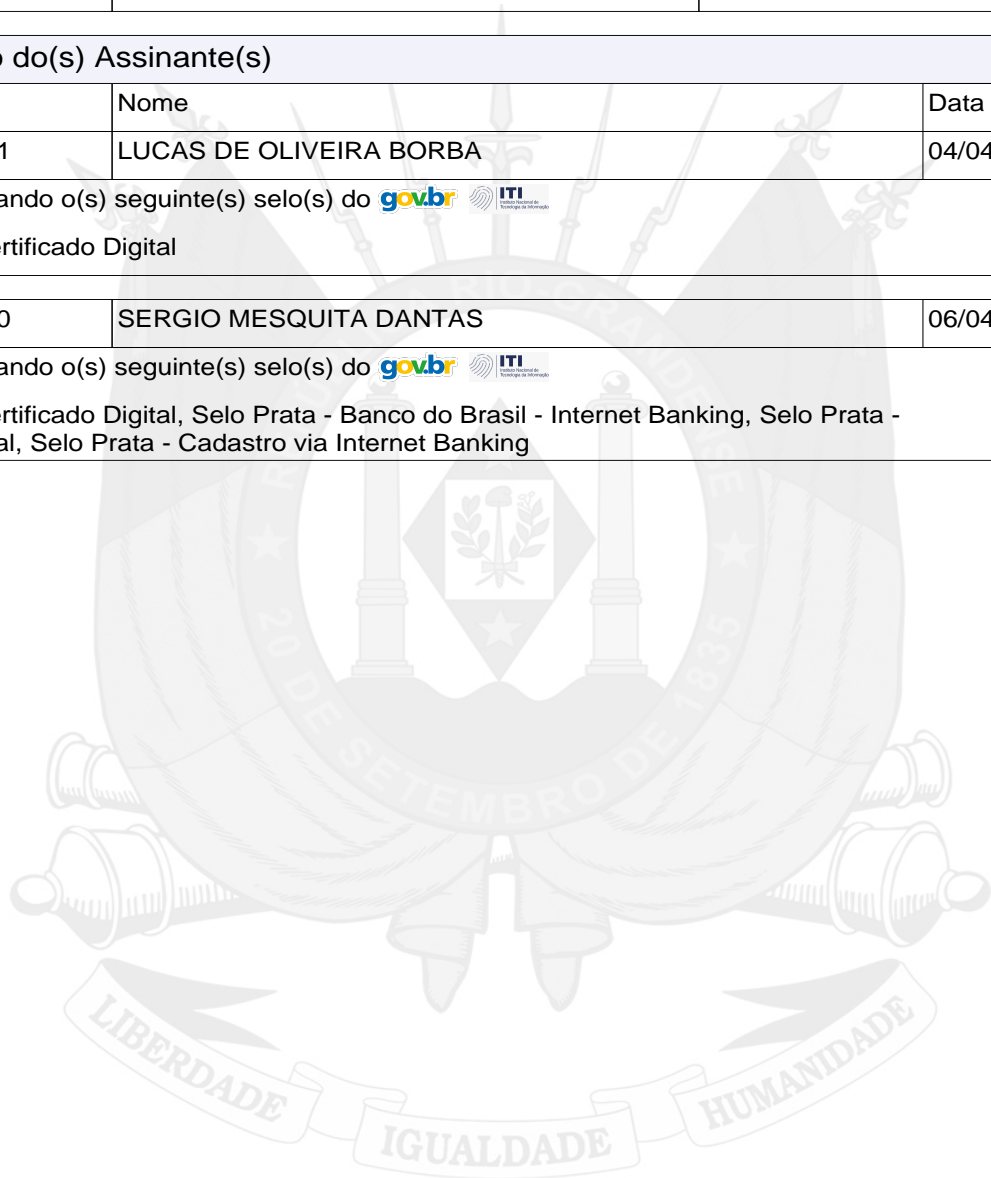 o do(s) Assinante(s)
Nome Data
1 LUCAS DE OLIVEIRA BORBA 04/04
ando o(s) seguinte(s) selo(s) do gov.br ITI
ertificado Digital
0 SERGIO MESQUITA DANTAS 06/04
ando o(s) seguinte(s) selo(s) do gov.br ITI
ertificado Digital, Selo Prata - Banco do Brasil - Internet Banking, Selo Prata -
al, Selo Prata - Cadastro via Internet Banking
REPÚBLICA RIO-GRANDENSE
20 DE SETEMBRO DE 1835
LIBERDADE IGUALDADE HUMANIDADE